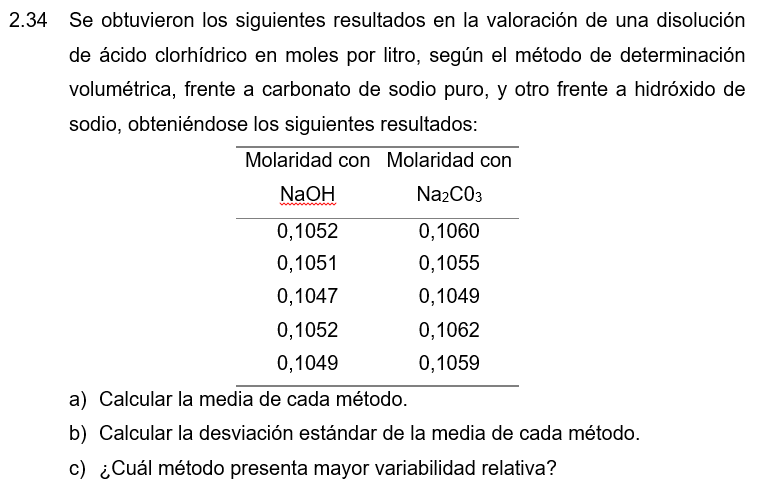 2.34 Se obtuvieron los siguientes resultados en la valoración de una disolución
de ácido clorhídrico en moles por litro, según el método de determinación
volumétrica, frente a carbonato de sodio puro, y otro frente a hidróxido de
sodio, obteniéndose los siguientes resultados:
Molaridad con Molaridad con
NaOH Na2C03
0,1052 0,1060
0,1051 0,1055
0,1047 0,1049
0,1052 0,1062
0,1049 0,1059
a) Calcular la media de cada método.
b) Calcular la desviación estándar de la media de cada método.
c) ¿Cuál método presenta mayor variabilidad relativa?